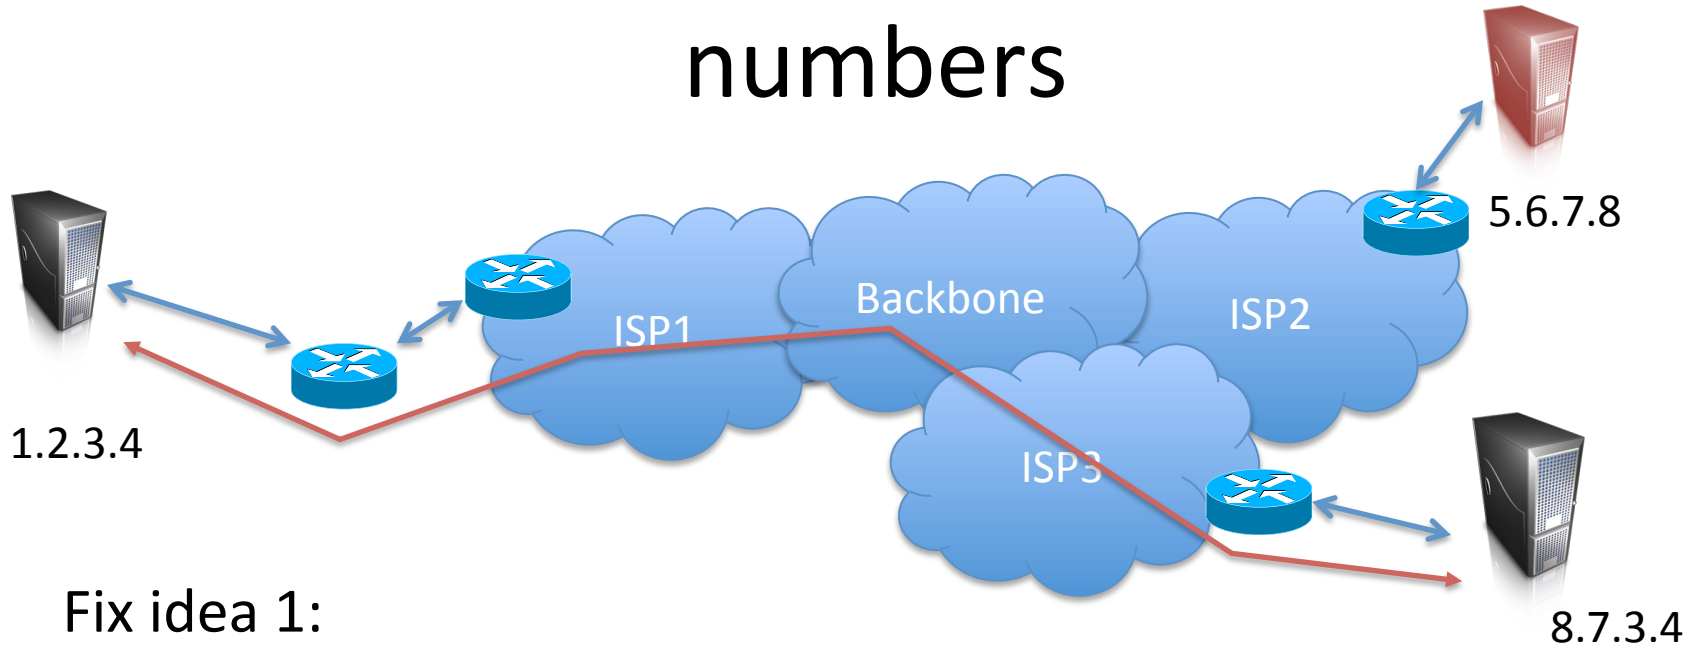 numbers
5.6.7.8
Backbone
ISP2
ISP1
1.2.3.4
ISP3
Fix idea 1:
8.7.3.4